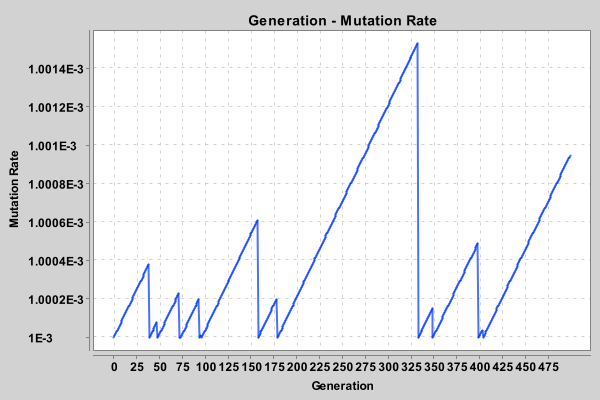 Generation - Mutation Rate
1.0014E-3
1.0012E-3
1.001E-3
1.0008E-3
1.0006E-3
1.0004E-3
1.0002E-3
1E-3
Mutation Rate
0 25 50 75 100 125 150 175 200 225 250 275 300 325 350 375 400 425 450 475
Generation